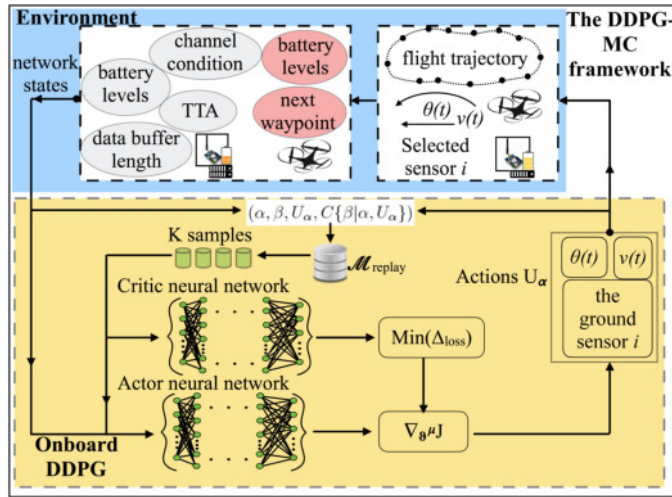 Environment
The DDPG-
MC
framework
network
states
battery
levels
channel
condition
TTA
data buffer
length
battery
levels
next
waypoint
flight trajectory
θ(t)
v(t)
Selected
sensor i
(α, β, U_α, C{β|α, U_α})
K samples
ℳ replay
Critic neural network
Min(Δ_loss)
Actor neural network
∇_ϑ^μ J
Actions U_α
θ(t)
v(t)
the
ground
sensor i
Onboard
DDPG